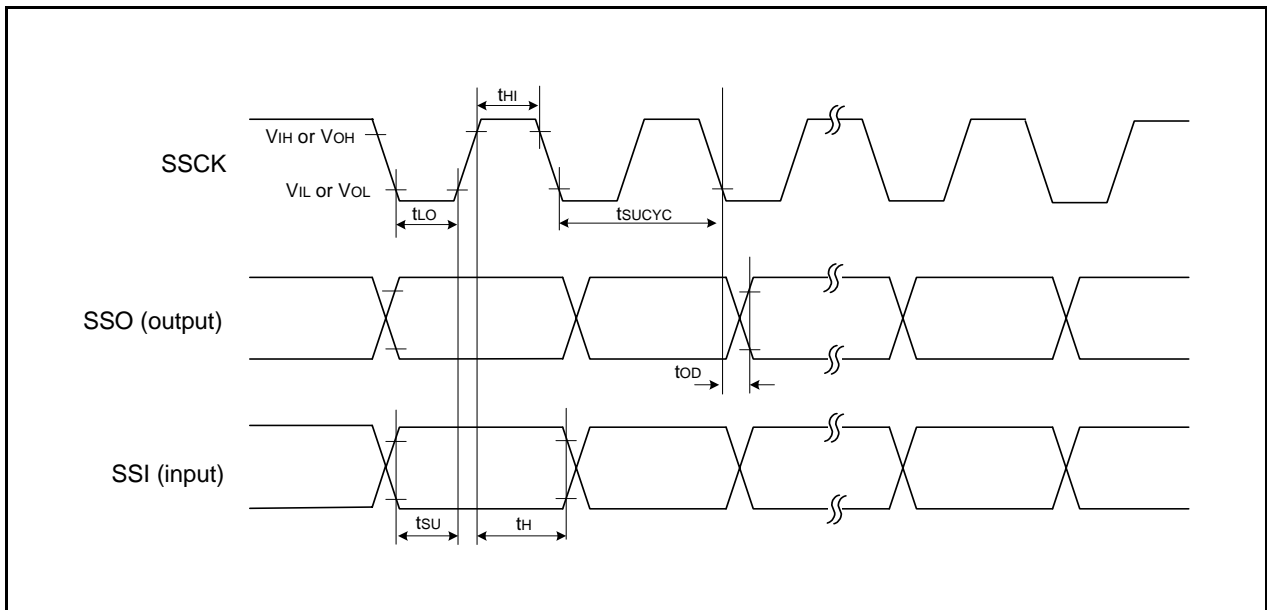 tHI
VIH or VOH
SSCK
VIL or VOL
tLO
tSUCYC
SSO (output)
tOD
SSI (input)
tSU
tH